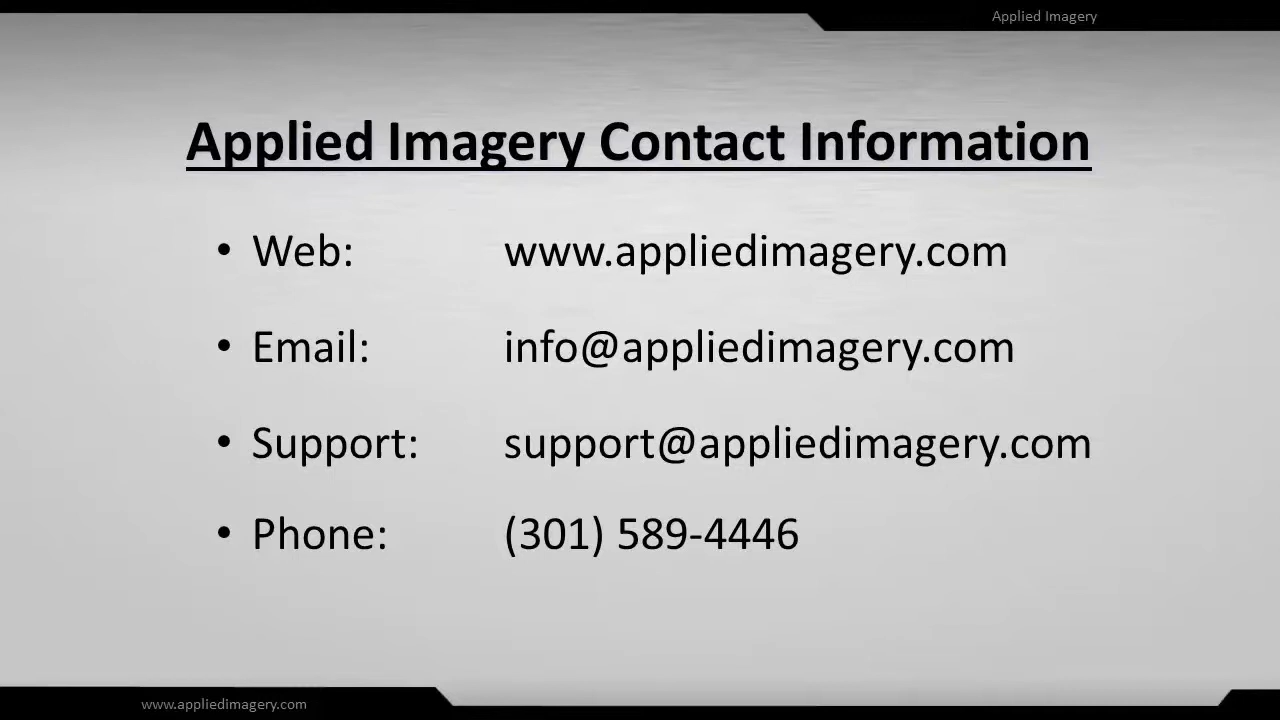 Applied Imagery
Applied Imagery Contact Information
• Web: www.appliedimagery.com
• Email: info@appliedimagery.com
• Support: support@appliedimagery.com
• Phone: (301) 589-4446
www.appliedimagery.com